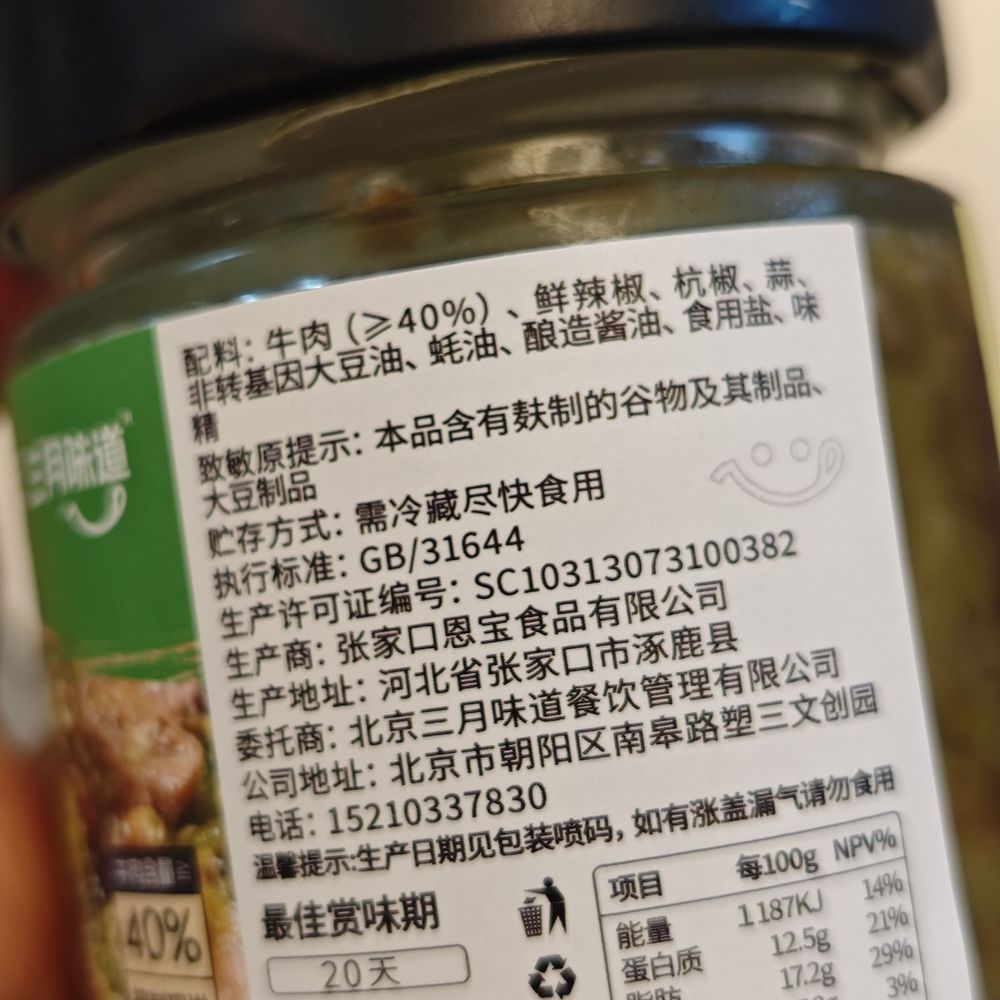 配料：牛肉（≥40%）、鲜辣椒、杭椒、蒜、
非转基因大豆油、蚝油、酿造酱油、食用盐、味
精
致敏原提示：本品含有麸制的谷物及其制品、
大豆制品
贮存方式：需冷藏尽快食用
执行标准：GB/31644
生产许可证编号：SC10313073100382
生产商：张家口恩宝食品有限公司
生产地址：河北省张家口市涿鹿县
委托商：北京三月味道餐饮管理有限公司
公司地址：北京市朝阳区南皋路塑三文创园
电话：15210337830
温馨提示:生产日期见包装喷码，如有涨盖漏气请勿食用
最佳赏味期
20天
项目 每100g NPV%
能量 1187KJ 14%
蛋白质 12.5g 21%
脂肪 17.2g 29%
3%
三月味道
40%